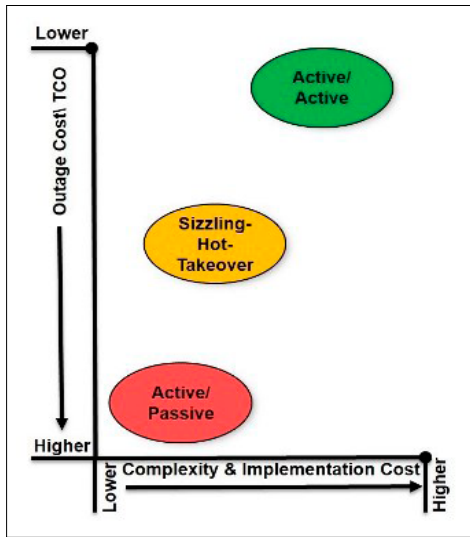 Lower
Outage Cost\ TCO
Active/
Active
Sizzling-
Hot-
Takeover
Active/
Passive
Higher
Lower
Complexity & Implementation Cost
Higher